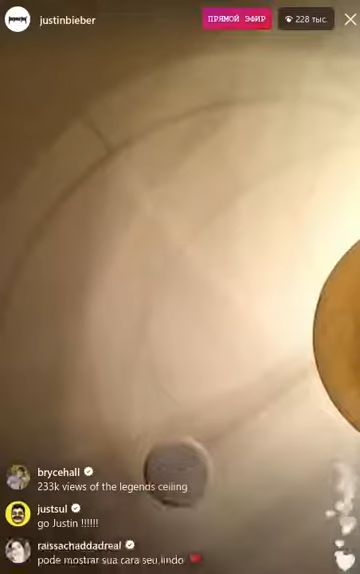 justinbieber
ПРЯМОЙ ЭФИР
228 тыс.
brycehall
233k views of the legends ceiling
justsul
go Justin !!!!!!
raissachaddadreal
pode mostrar sua cara seu lindo ❤️